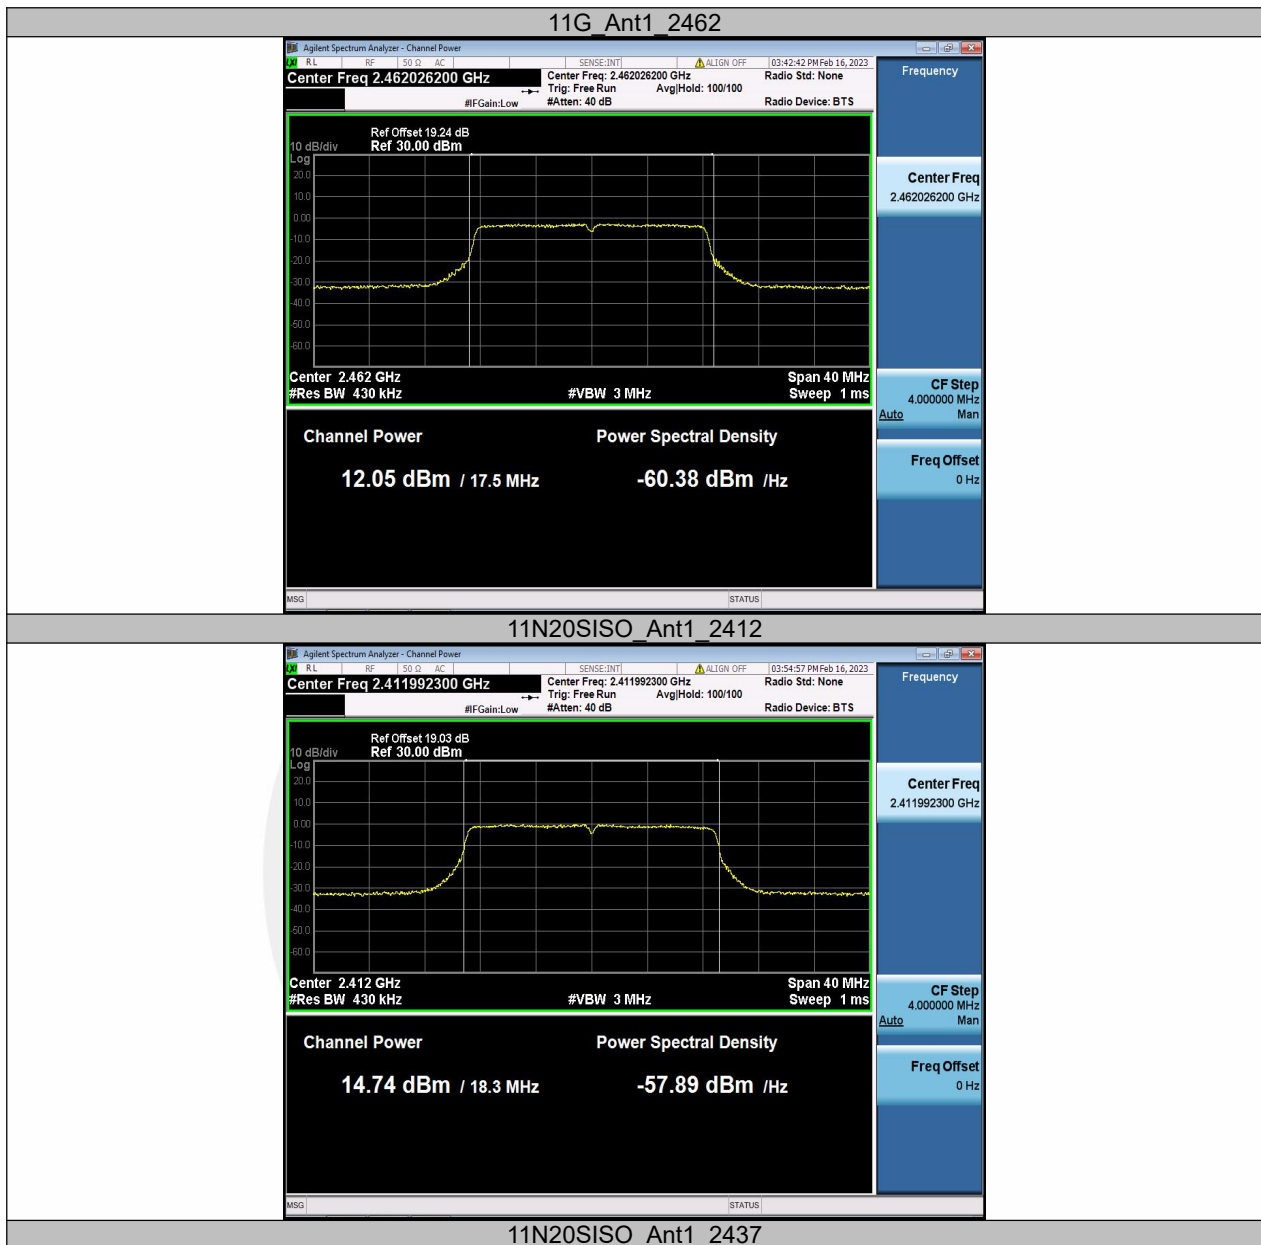 11G_Ant1_2462
Agilent Spectrum Analyzer - Channel Power
RL RF 50 Ω AC SENSE:INT ALIGN OFF 03:42:42 PM Feb 16, 2023
Center Freq 2.462026200 GHz Center Freq: 2.462026200 GHz Radio Std: None
Trig: Free Run Avg|Hold: 100/100
#IFGain:Low #Atten: 40 dB Radio Device: BTS
Ref Offset 19.24 dB
10 dB/div Ref 30.00 dBm
Log
20.0
10.0
0.00
-10.0
-20.0
-30.0
-40.0
-50.0
-60.0
Center 2.462 GHz Span 40 MHz
#Res BW 430 kHz #VBW 3 MHz Sweep 1 ms
Channel Power Power Spectral Density
12.05 dBm / 17.5 MHz -60.38 dBm /Hz
MSG STATUS
Frequency
Center Freq
2.462026200 GHz
CF Step
4.000000 MHz
Auto Man
Freq Offset
0 Hz
11N20SISO_Ant1_2412
Agilent Spectrum Analyzer - Channel Power
RL RF 50 Ω AC SENSE:INT ALIGN OFF 03:54:57 PM Feb 16, 2023
Center Freq 2.411992300 GHz Center Freq: 2.411992300 GHz Radio Std: None
Trig: Free Run Avg|Hold: 100/100
#IFGain:Low #Atten: 40 dB Radio Device: BTS
Ref Offset 19.03 dB
10 dB/div Ref 30.00 dBm
Log
20.0
10.0
0.00
-10.0
-20.0
-30.0
-40.0
-50.0
-60.0
Center 2.412 GHz Span 40 MHz
#Res BW 430 kHz #VBW 3 MHz Sweep 1 ms
Channel Power Power Spectral Density
14.74 dBm / 18.3 MHz -57.89 dBm /Hz
MSG STATUS
Frequency
Center Freq
2.411992300 GHz
CF Step
4.000000 MHz
Auto Man
Freq Offset
0 Hz
11N20SISO_Ant1_2437